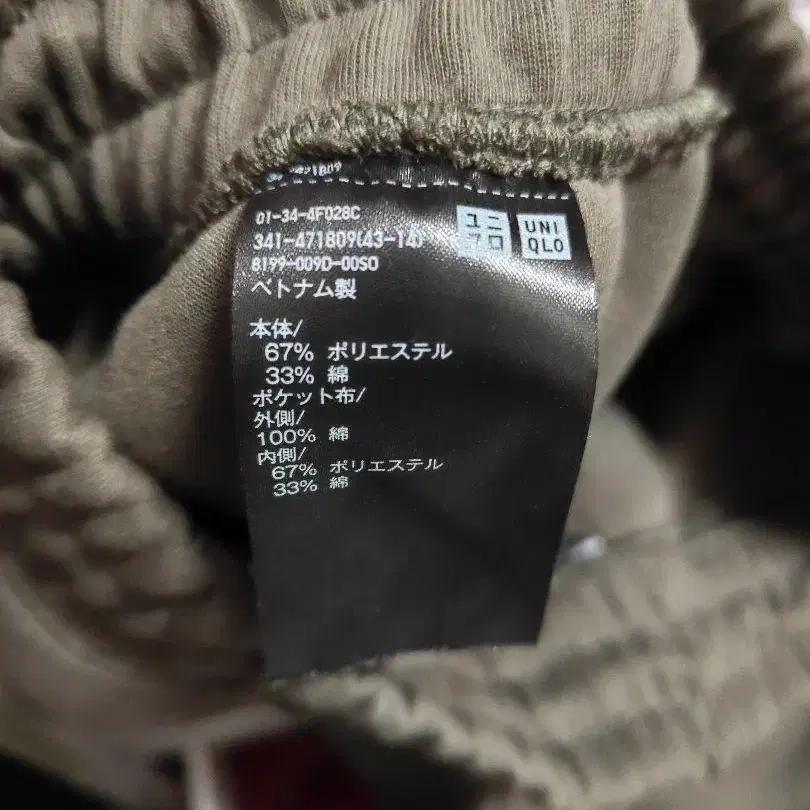 01-34-4F028C
341-471809(43-14)
8199-009D-00S0
ユニ
クロ
UNI
QLO
ベトナム製
本体/
67% ポリエステル
33% 綿
ポケット布/
外側/
100% 綿
内側/
67% ポリエステル
33% 綿